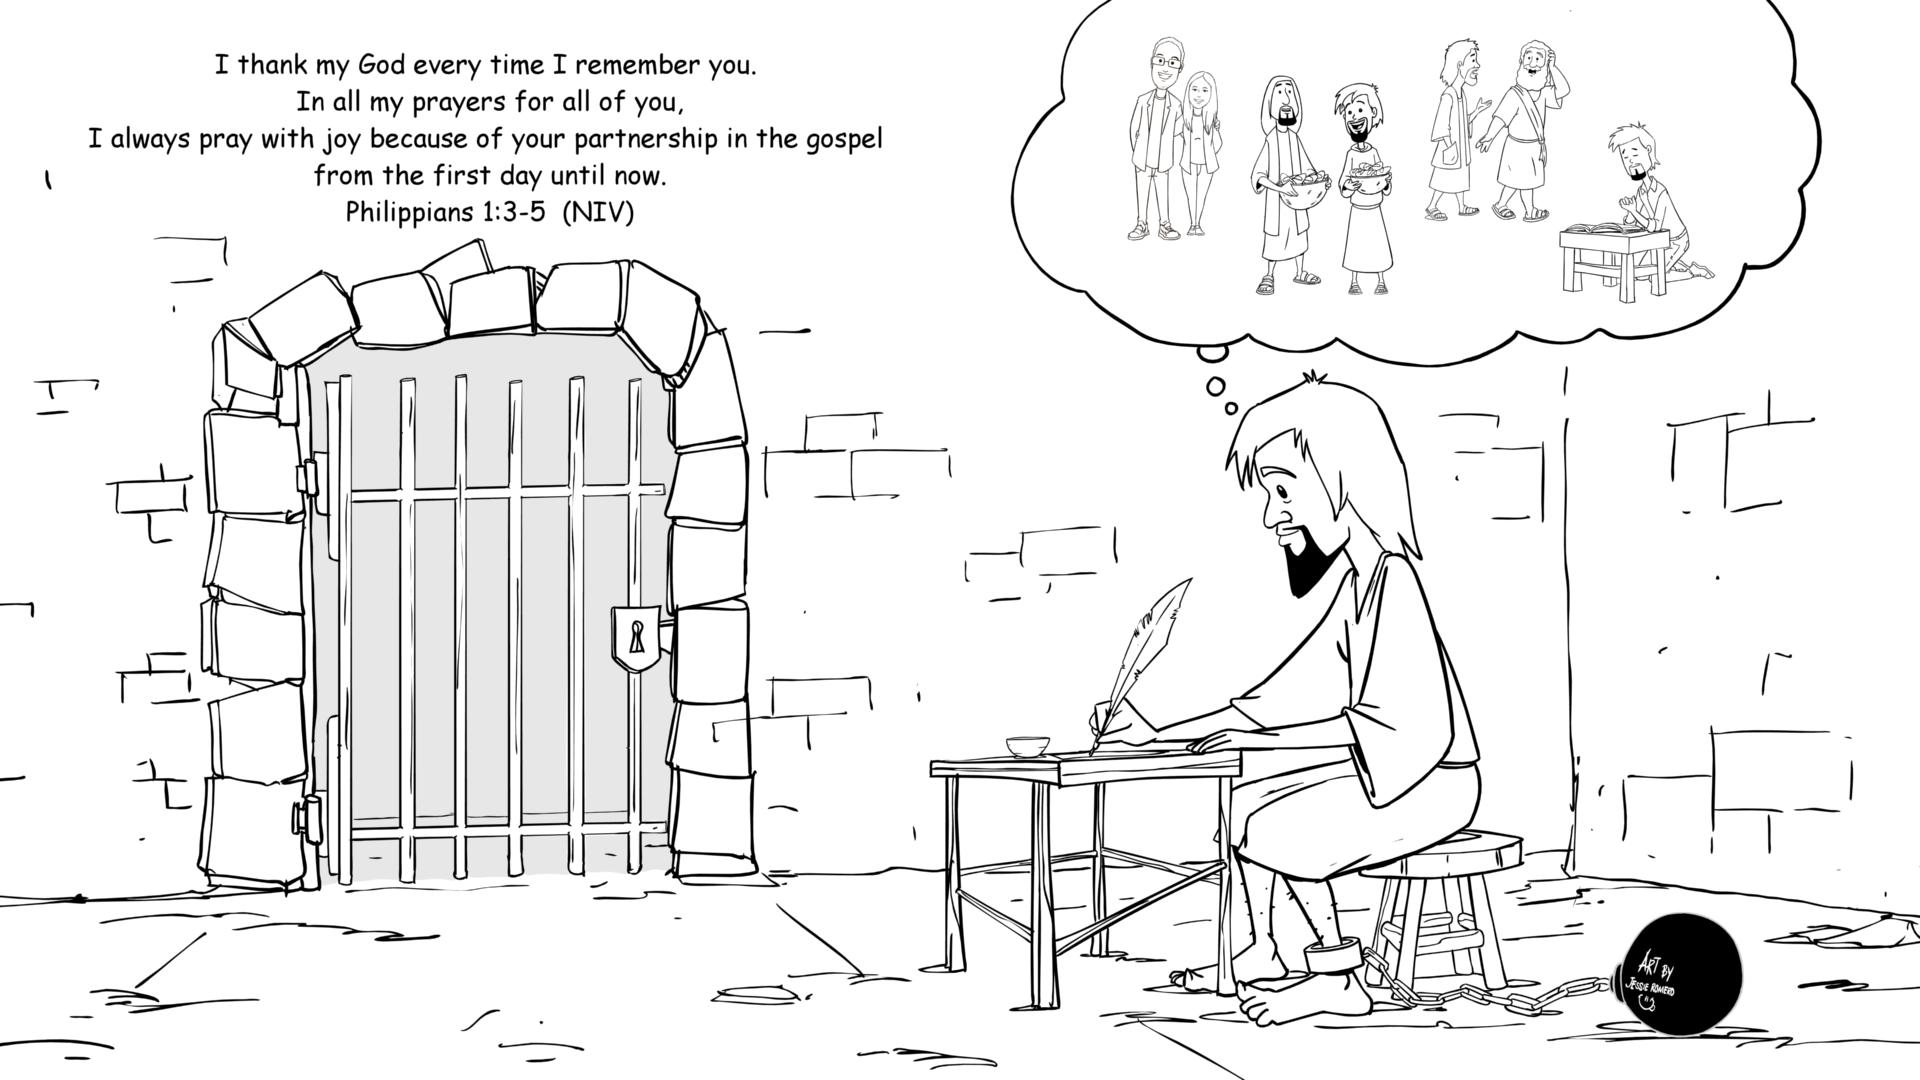 I thank my God every time I remember you.
In all my prayers for all of you,
I always pray with joy because of your partnership in the gospel
from the first day until now.
Philippians 1:3-5 (NIV)
ART BY
JESSIE ROMERO